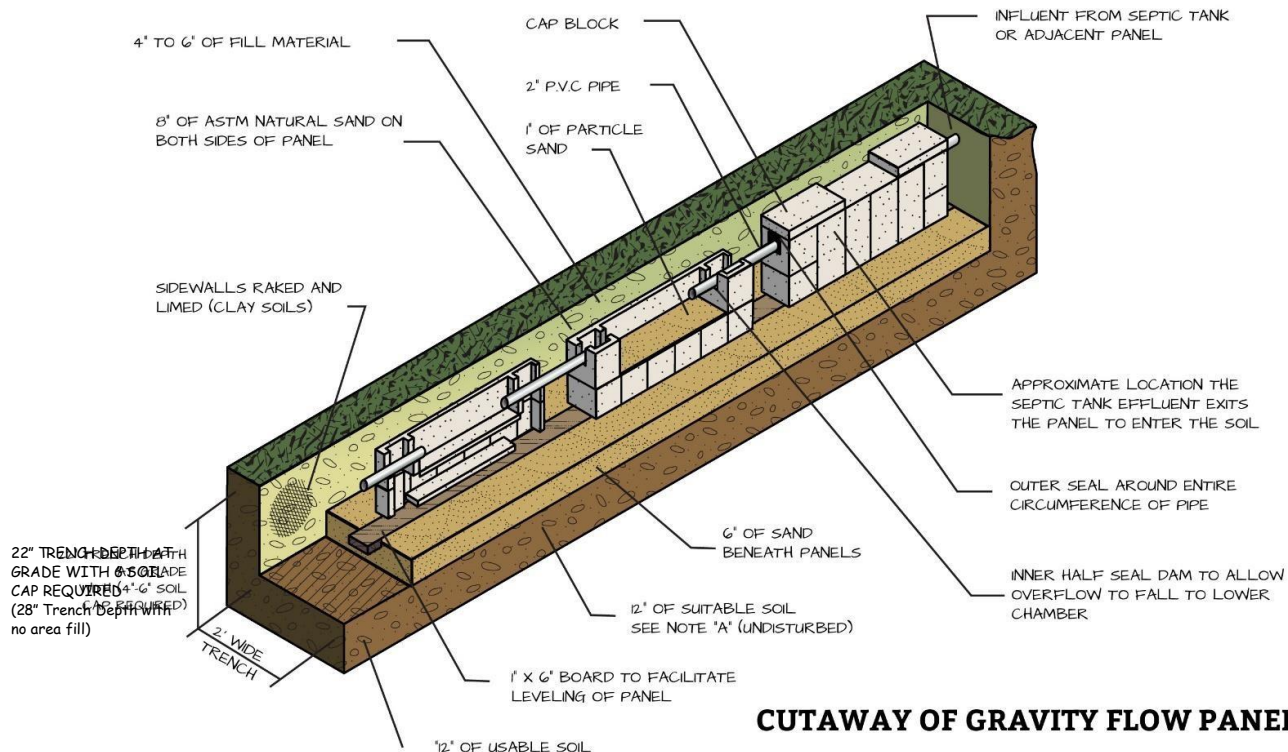 4" TO 6" OF FILL MATERIAL
CAP BLOCK
INFLUENT FROM SEPTIC TANK
OR ADJACENT PANEL
2" P.V.C PIPE
8" OF ASTM NATURAL SAND ON
BOTH SIDES OF PANEL
1" OF PARTICLE
SAND
SIDEWALLS RAKED AND
LIMED (CLAY SOILS)
APPROXIMATE LOCATION THE
SEPTIC TANK EFFLUENT EXITS
THE PANEL TO ENTER THE SOIL
OUTER SEAL AROUND ENTIRE
CIRCUMFERENCE OF PIPE
6" OF SAND
BENEATH PANELS
INNER HALF SEAL DAM TO ALLOW
OVERFLOW TO FALL TO LOWER
CHAMBER
22" TRENCH DEPTH AT
GRADE WITH SOIL
CAP REQUIRED
(28" Trench Depth with
no area fill)
(4"-6" SOIL
CAP REQUIRED)
12" OF SUITABLE SOIL
SEE NOTE "A" (UNDISTURBED)
2' WIDE
TRENCH
1" X 6" BOARD TO FACILITATE
LEVELING OF PANEL
CUTAWAY OF GRAVITY FLOW PANEL
"12" OF USABLE SOIL